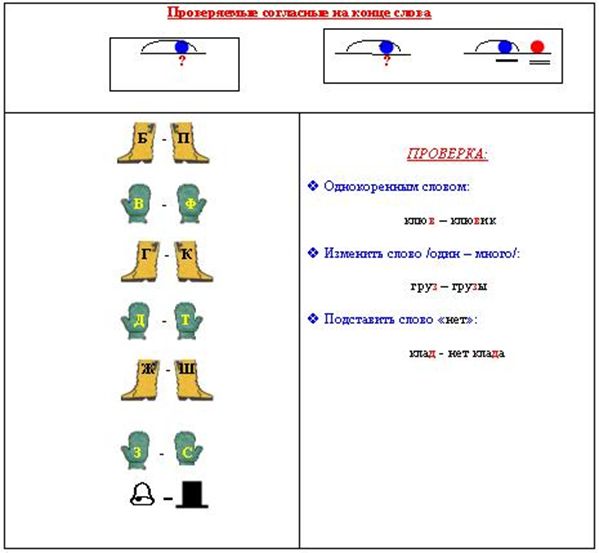 Проверяемые согласные на конце слова
?
?
Б - П
В - Ф
Г - К
Д - Т
Ж - Ш
З - С
ПРОВЕРКА:
Однокоренным словом:
клюв – клювик
Изменить слово /один – много/:
груз – грузы
Подставить слово «нет»:
клад - нет клада